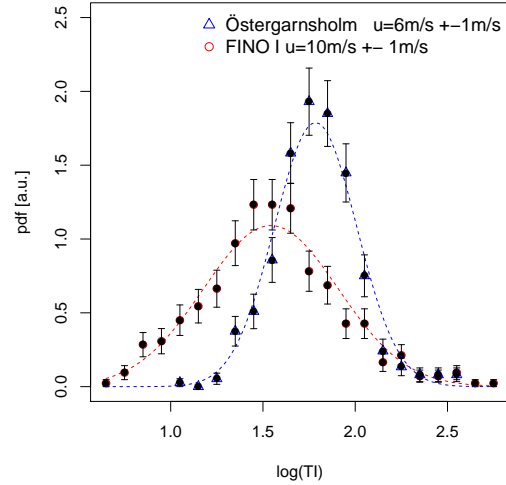 Östergarnsholm u=6m/s +−1m/s
FINO I u=10m/s +− 1m/s
pdf [a.u.]
2.5
2.0
1.5
1.0
0.5
0.0
1.0 1.5 2.0 2.5
log(TI)